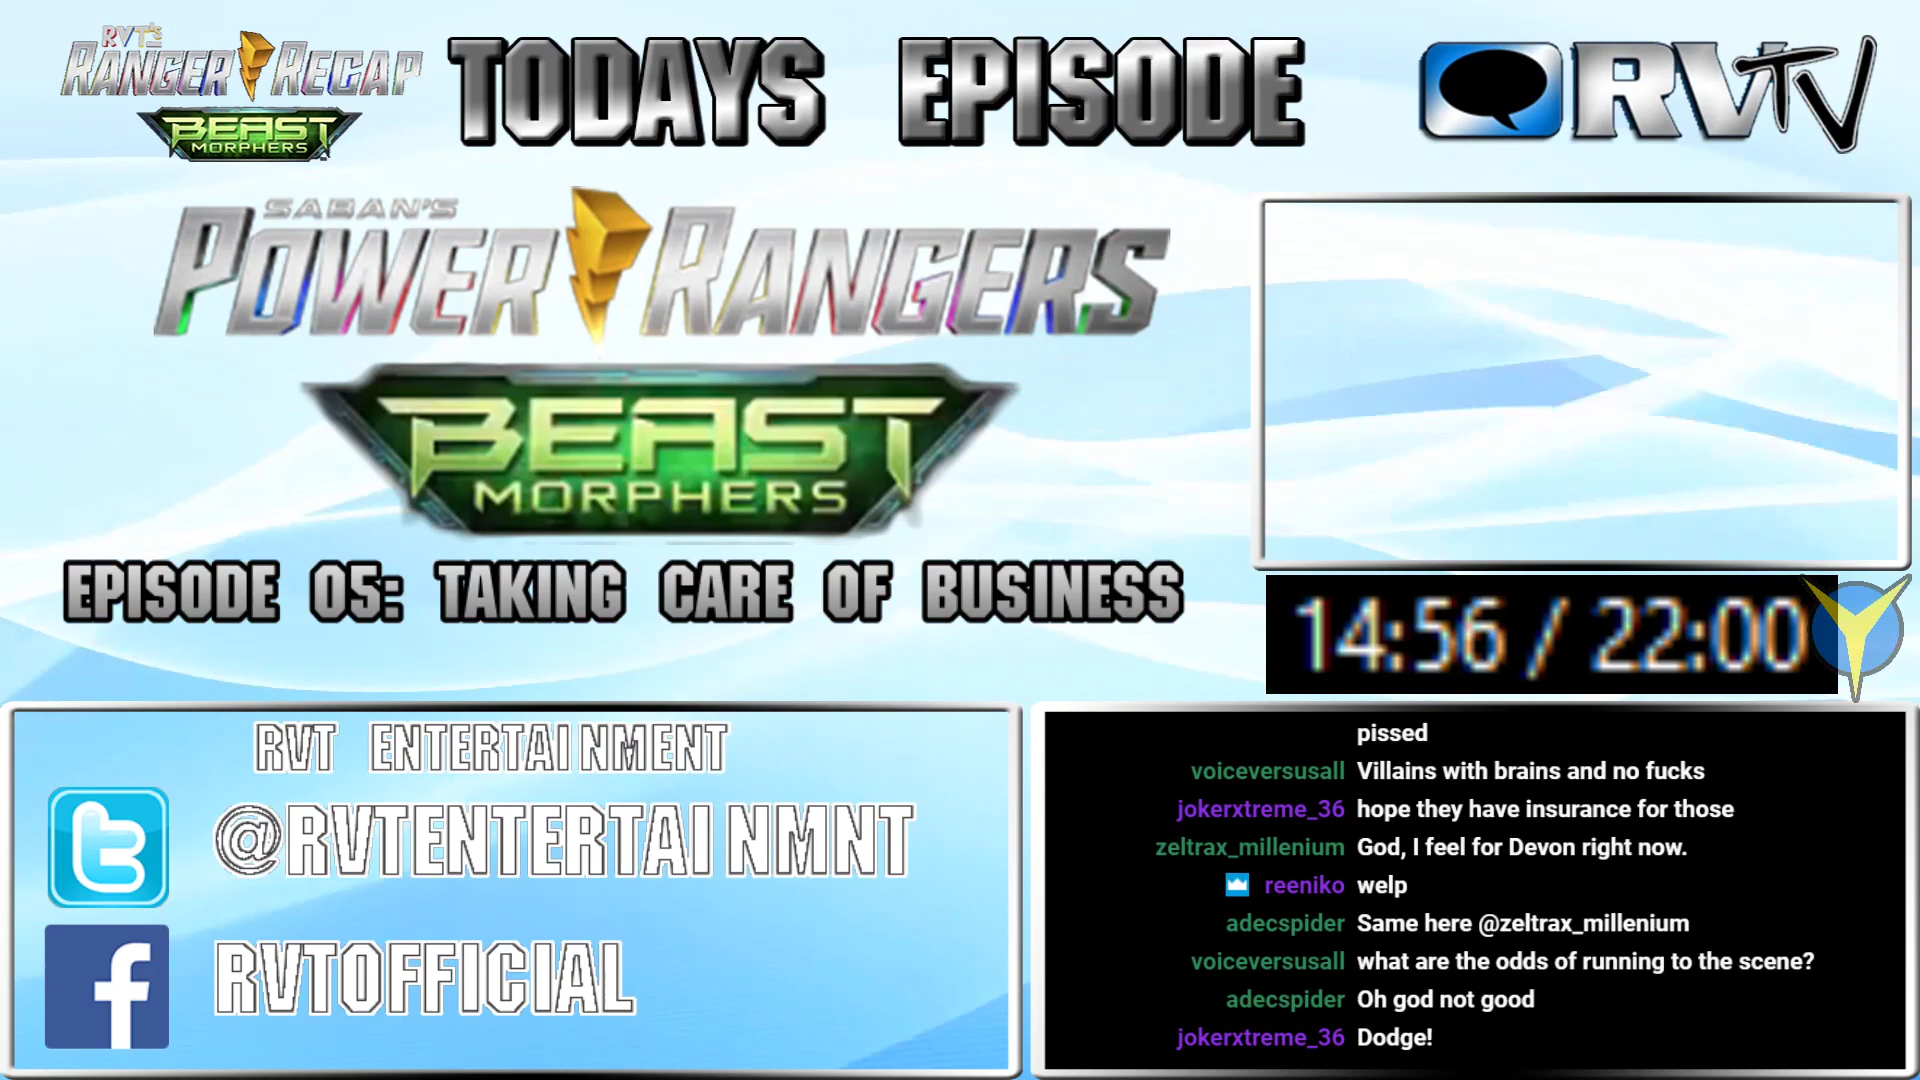 RVT'S
RANGER RECAP
BEAST
MORPHERS
TODAYS EPISODE
RVTV
SABAN'S
POWER RANGERS
BEAST
MORPHERS
EPISODE 05: TAKING CARE OF BUSINESS
14:56 / 22:00
RVT ENTERTAINMENT
@RVTENTERTAINMNT
RVTOFFICIAL
pissed
voiceversusall Villains with brains and no fucks
jokerxtreme_36 hope they have insurance for those
zeltrax_millenium God, I feel for Devon right now.
reeniko welp
adecspider Same here @zeltrax_millenium
voiceversusall what are the odds of running to the scene?
adecspider Oh god not good
jokerxtreme_36 Dodge!